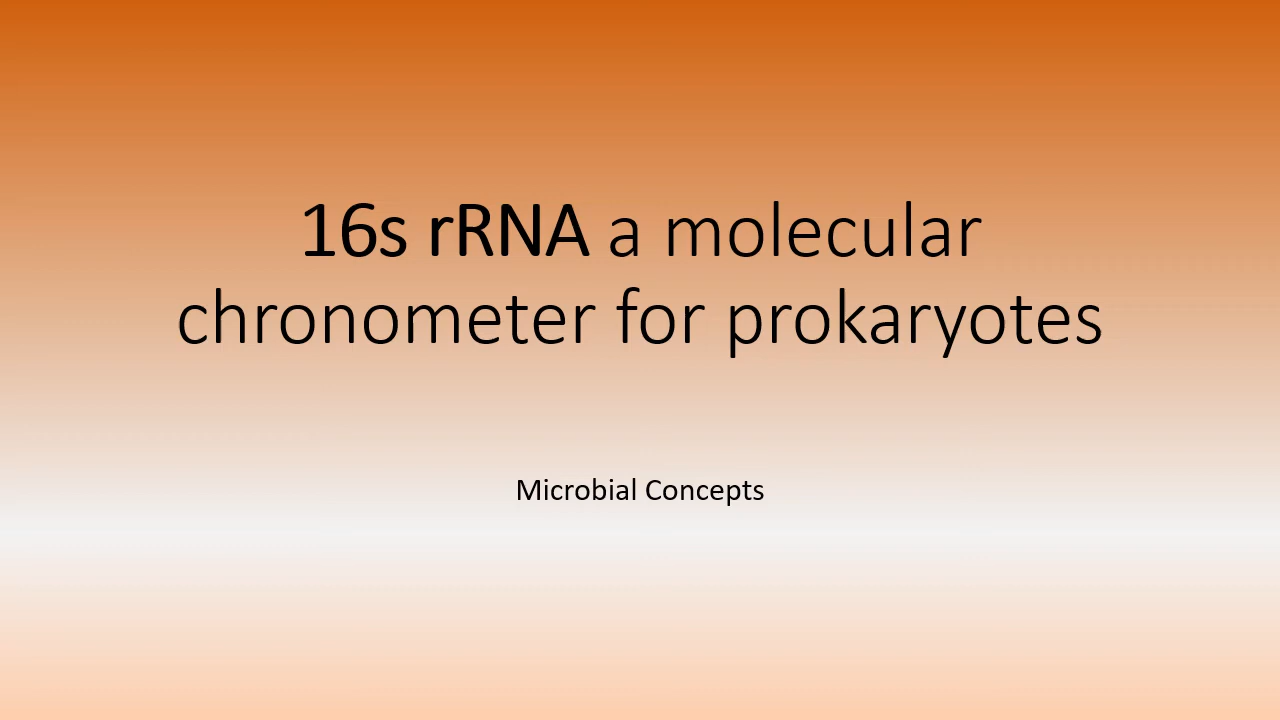 16s rRNA a molecular
chronometer for prokaryotes
Microbial Concepts